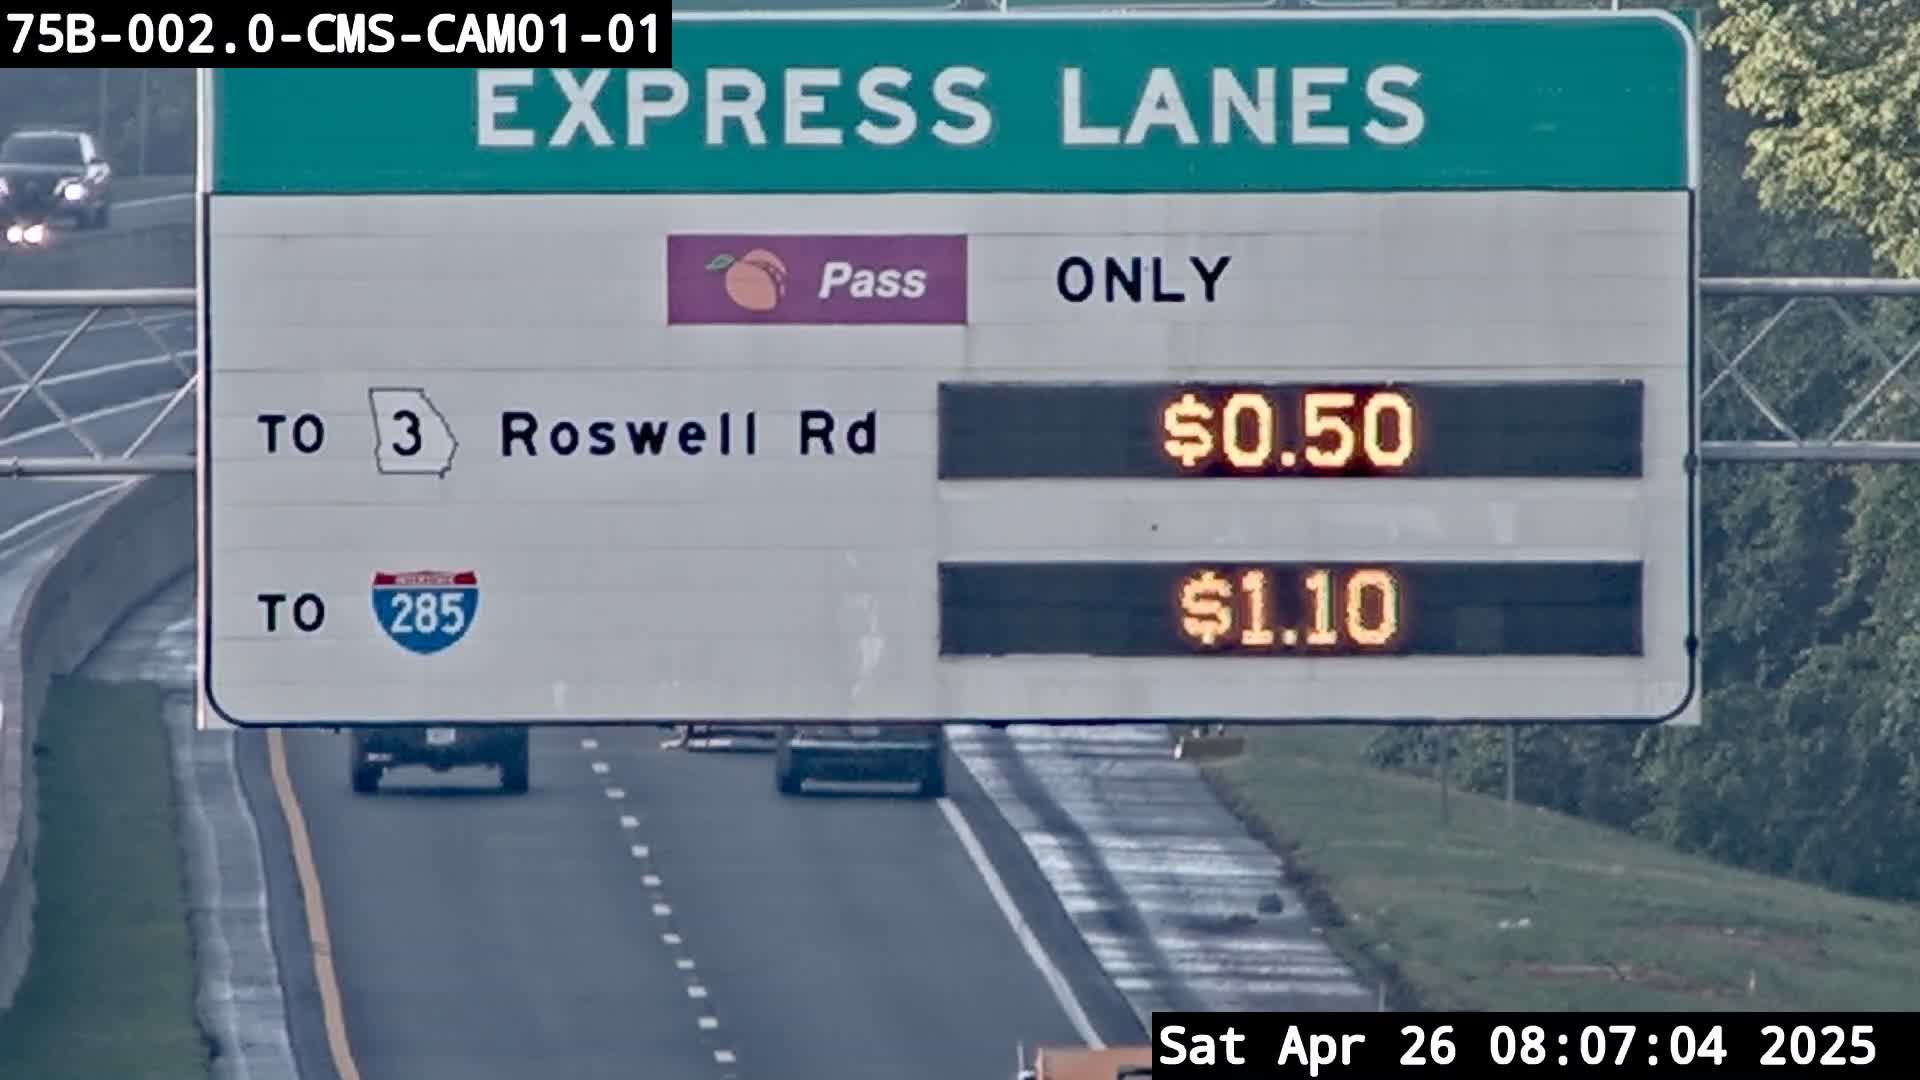 75B-002.0-CMS-CAM01-01
EXPRESS LANES
Pass ONLY
TO 3 Roswell Rd $0.50
INTERSTATE
TO 285 $1.10
Sat Apr 26 08:07:04 2025